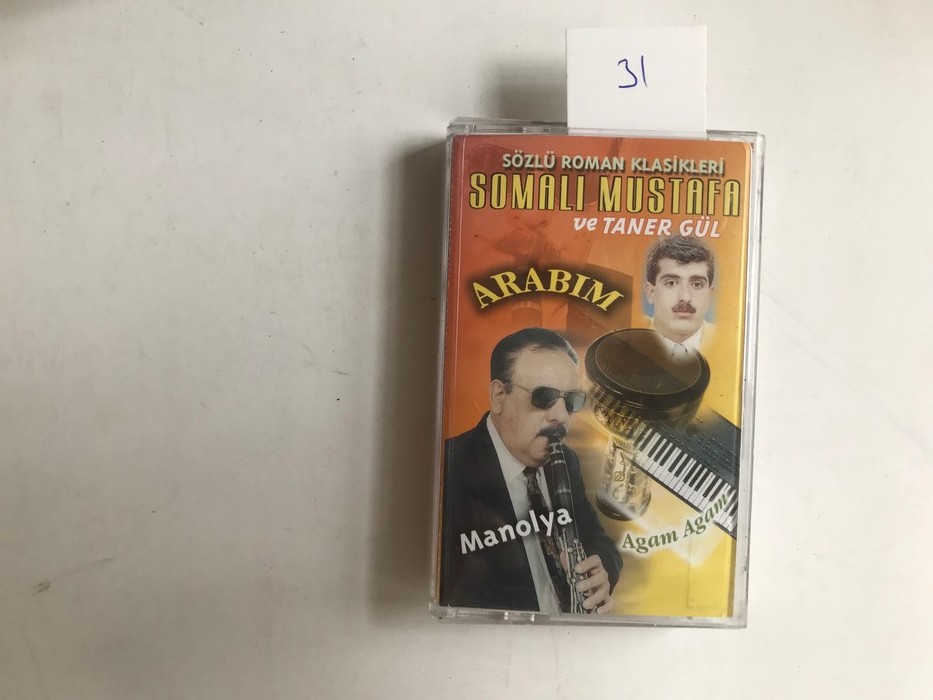 31
SÖZLÜ ROMAN KLASİKLERİ
SOMALI MUSTAFA
ve TANER GÜL
ARABIM
Manolya
Agam Agam